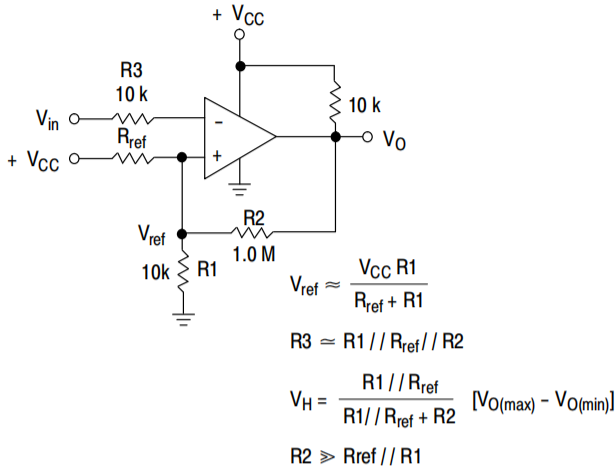 + VCC
R3
10 k
10 k
Vin
−
VO
Rref
+ VCC
+
R2
Vref
1.0 M
10k
R1
Vref ≈ VCC R1 / Rref + R1
R3 ≃ R1 / / Rref / / R2
VH = R1 / / Rref / R1/ / Rref + R2 [VO(max) − VO(min)]
R2 ≫ Rref / / R1